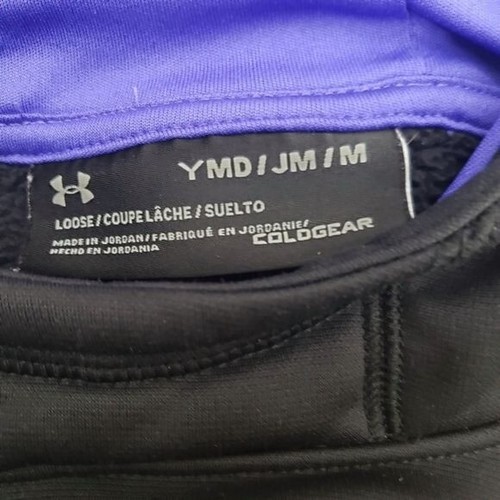 YMD/JM/M
LOOSE/COUPE LÂCHE/SUELTO
MADE IN JORDAN/FABRIQUÉ EN JORDANIE/
HECHO EN JORDANIA
COLDGEAR